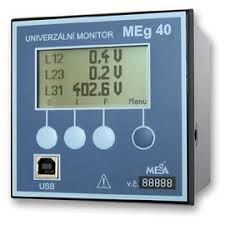 UNIVERZÁLNÍ MONITOR MEg 40
L12 0.4 V
L23 0.2 V
L31 402.6 V
U I P Menu
USB
MEgA
v.č. 88888